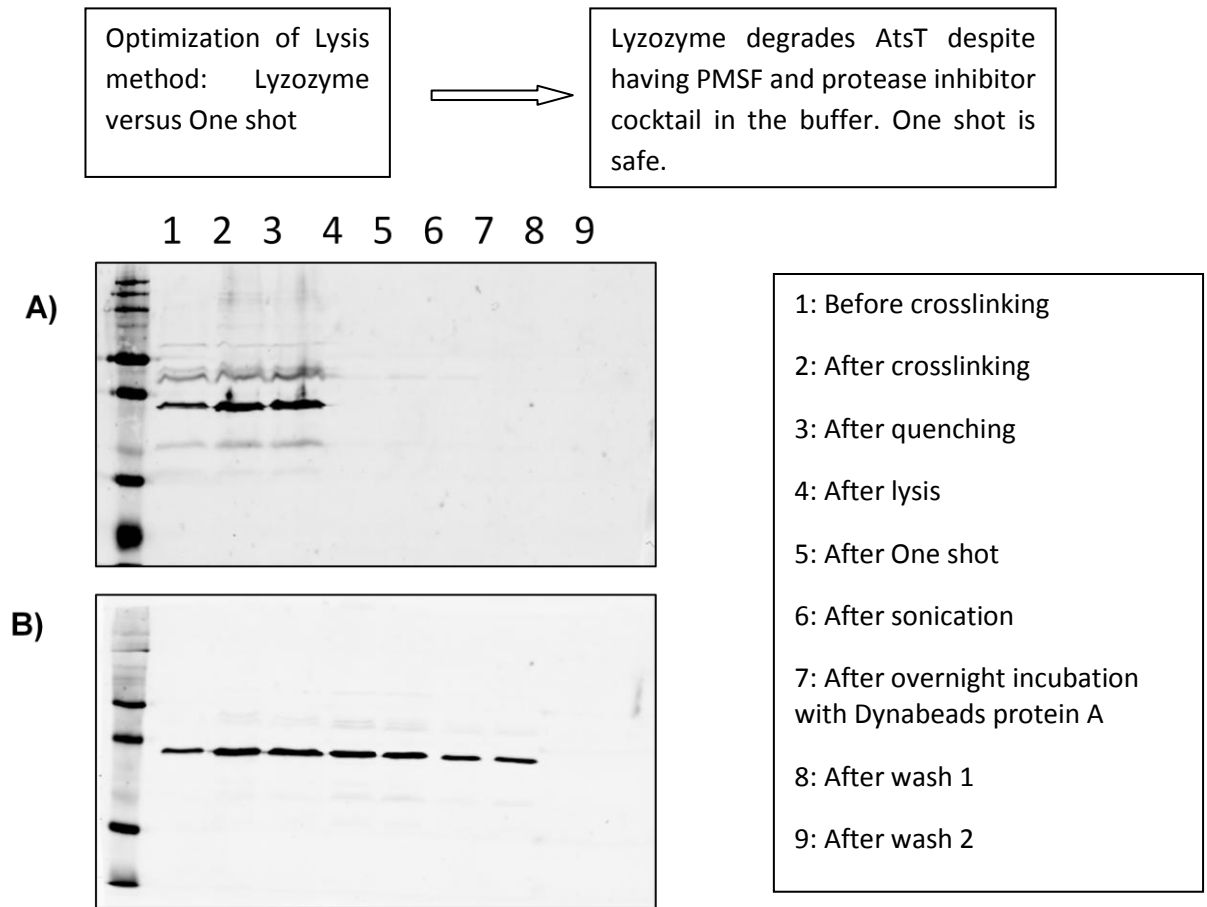 Optimization of Lysis
method: Lyzozyme
versus One shot
Lyzozyme degrades AtsT despite
having PMSF and protease inhibitor
cocktail in the buffer. One shot is
safe.
1 2 3 4 5 6 7 8 9
A)
B)
1: Before crosslinking
2: After crosslinking
3: After quenching
4: After lysis
5: After One shot
6: After sonication
7: After overnight incubation
with Dynabeads protein A
8: After wash 1
9: After wash 2